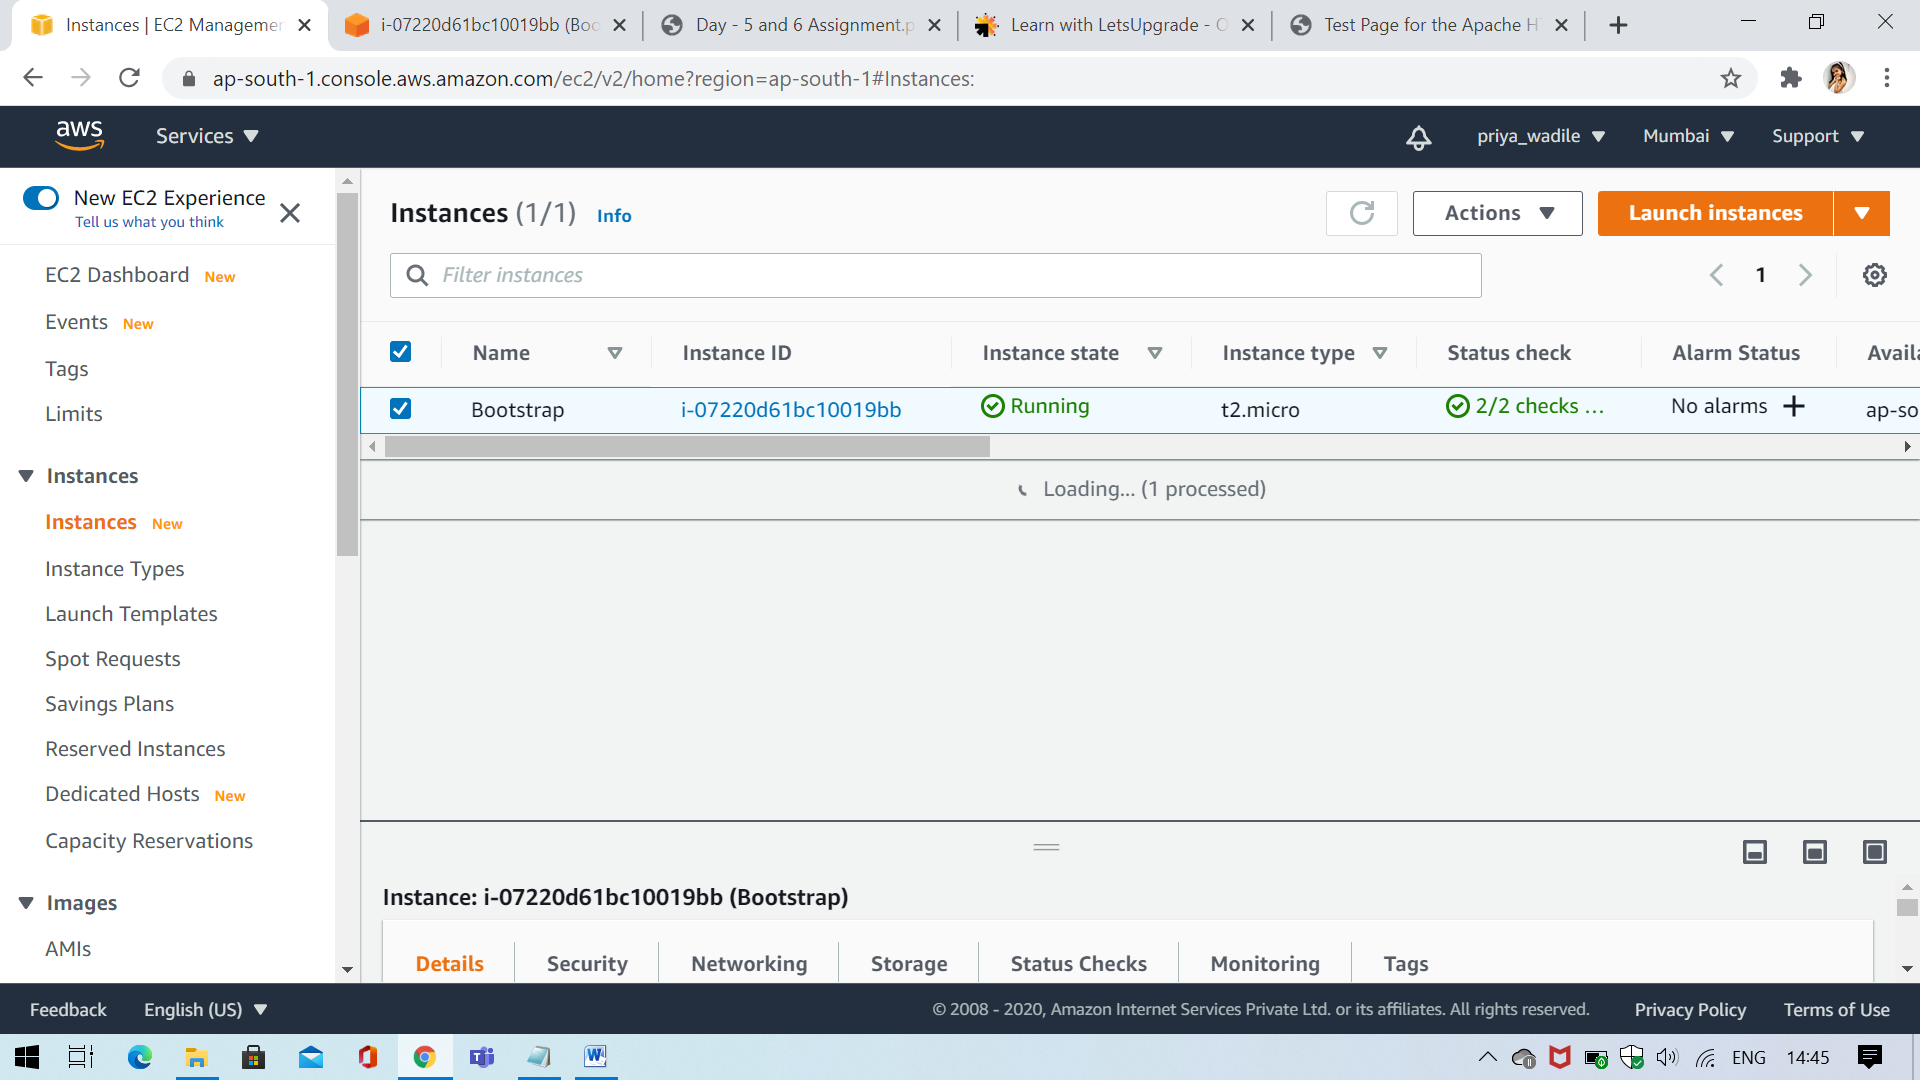 Instances | EC2 Managemen
i-07220d61bc10019bb (Boo
Day - 5 and 6 Assignment.p
Learn with LetsUpgrade - O
Test Page for the Apache H
ap-south-1.console.aws.amazon.com/ec2/v2/home?region=ap-south-1#Instances:
aws
Services
priya_wadile
Mumbai
Support
New EC2 Experience
Tell us what you think
EC2 Dashboard New
Events New
Tags
Limits
Instances
Instances New
Instance Types
Launch Templates
Spot Requests
Savings Plans
Reserved Instances
Dedicated Hosts New
Capacity Reservations
Images
AMIs
Instances (1/1) Info
Actions
Launch instances
Filter instances
1
Name Instance ID Instance state Instance type Status check Alarm Status Availa
Bootstrap i-07220d61bc10019bb Running t2.micro 2/2 checks ... No alarms + ap-so
Loading... (1 processed)
Instance: i-07220d61bc10019bb (Bootstrap)
Details Security Networking Storage Status Checks Monitoring Tags
Feedback English (US) © 2008 - 2020, Amazon Internet Services Private Ltd. or its affiliates. All rights reserved. Privacy Policy Terms of Use
ENG 14:45